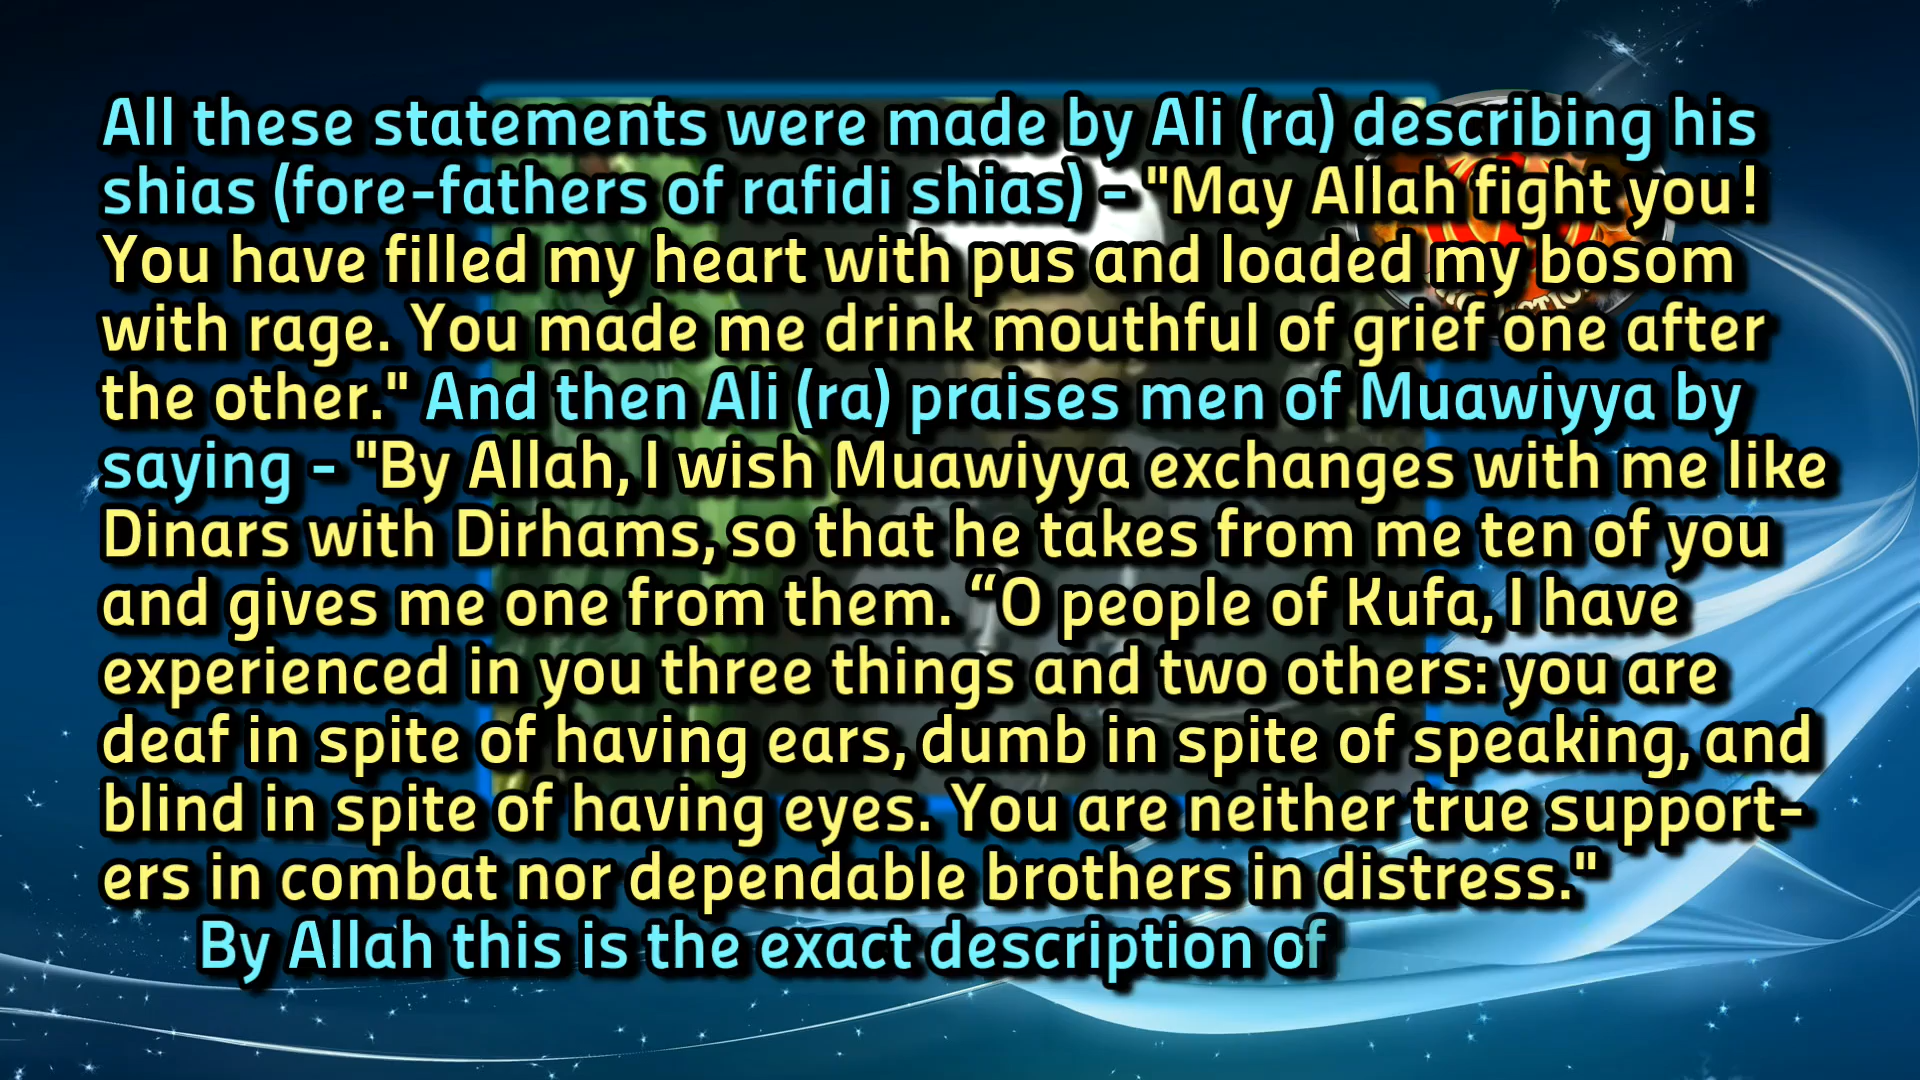 All these statements were made by Ali (ra) describing his
shias (fore-fathers of rafidi shias) - "May Allah fight you!
You have filled my heart with pus and loaded my bosom
with rage. You made me drink mouthful of grief one after
the other." And then Ali (ra) praises men of Muawiyya by
saying - "By Allah, I wish Muawiyya exchanges with me like
Dinars with Dirhams, so that he takes from me ten of you
and gives me one from them. “O people of Kufa, I have
experienced in you three things and two others: you are
deaf in spite of having ears, dumb in spite of speaking, and
blind in spite of having eyes. You are neither true support-
ers in combat nor dependable brothers in distress."
By Allah this is the exact description of